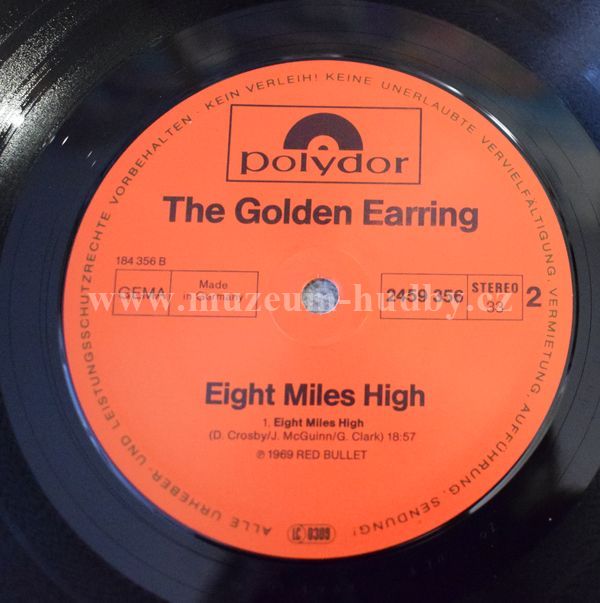 ALLE URHEBER- UND LEISTUNGSSCHUTZRECHTE VORBEHALTEN · KEIN VERLEIH! KEINE UNERLAUBTE VERVIELFÄLTIGUNG, VERMIETUNG, AUFFÜHRUNG, SENDUNG!
polydor
The Golden Earring
184 356 B
GEMA
Made in Germany
2459 356
STEREO 33
2
www.muzeum-hudby.cz
Eight Miles High
1. Eight Miles High
(D. Crosby/J. McGuinn/G. Clark) 18:57
℗ 1969 RED BULLET
LC 0309